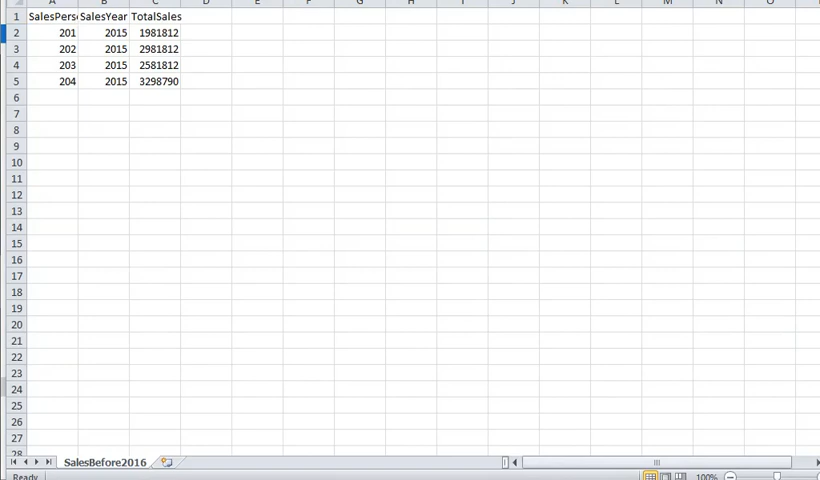 A B C D E F G H I J K L M N O
1 SalesPers SalesYear TotalSales
2 201 2015 1981812
3 202 2015 2981812
4 203 2015 2581812
5 204 2015 3298790
6
7
8
9
10
11
12
13
14
15
16
17
18
19
20
21
22
23
24
25
26
27
28
SalesBefore2016
Ready 100%